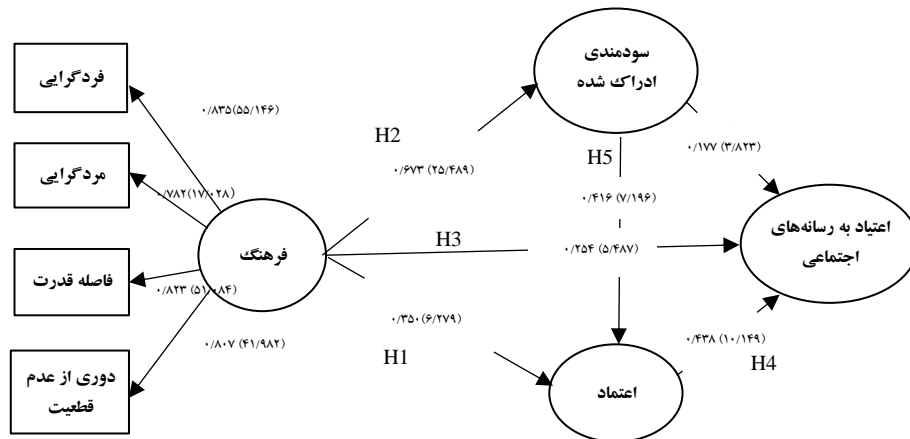 سودمندی
ادراک شده
فردگرایی
۰/۸۳۵(۵۵/۱۴۶)
H2
H5
۰/۱۷۷ (۳/۸۲۳)
مردگرایی
۰/۶۷۳ (۲۵/۴۸۹)
۰/۷۸۲(۱۷/۰۲۸)
۰/۴۱۶ (۷/۱۹۶)
اعتیاد به رسانه‌های
اجتماعی
H3
فرهنگ
۰/۲۵۴ (۵/۴۸۷)
فاصله قدرت
۰/۸۲۳ (۵۱/۰۸۴)
۰/۳۵۰(۶/۲۷۹)
۰/۴۳۸ (۱۰/۱۴۹)
۰/۸۰۷ (۴۱/۹۸۲)
H1
H4
دوری از عدم
قطعیت
اعتماد